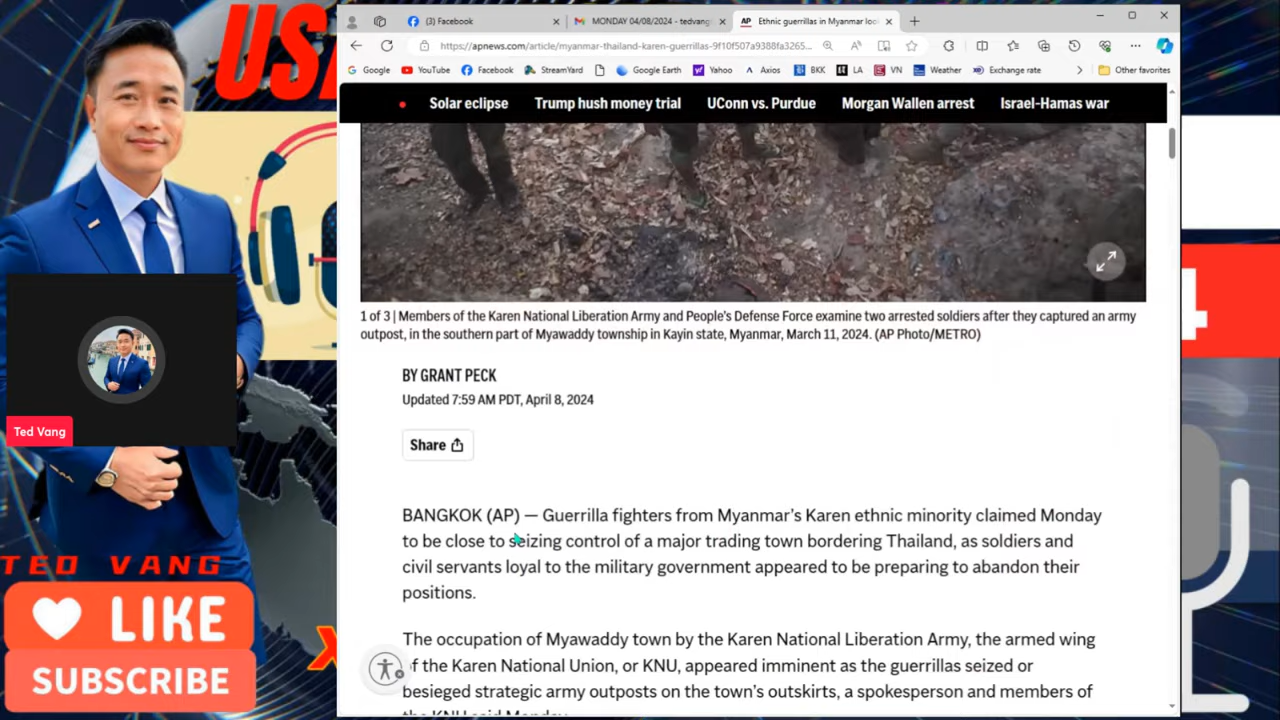 US
(3) Facebook
MONDAY 04/08/2024 - tedvang
Ethnic guerrillas in Myanmar loo
https://apnews.com/article/myanmar-thailand-karen-guerrillas-9f10f507a9388fa3265...
Google YouTube Facebook StreamYard Google Earth Yahoo Axios BKK LA VN Weather Exchange rate Other favorites
Solar eclipse Trump hush money trial UConn vs. Purdue Morgan Wallen arrest Israel-Hamas war
1 of 3 | Members of the Karen National Liberation Army and People's Defense Force examine two arrested soldiers after they captured an army
outpost, in the southern part of Myawaddy township in Kayin state, Myanmar, March 11, 2024. (AP Photo/METRO)
BY GRANT PECK
Updated 7:59 AM PDT, April 8, 2024
Share
BANGKOK (AP) — Guerrilla fighters from Myanmar's Karen ethnic minority claimed Monday
to be close to seizing control of a major trading town bordering Thailand, as soldiers and
civil servants loyal to the military government appeared to be preparing to abandon their
positions.
The occupation of Myawaddy town by the Karen National Liberation Army, the armed wing
of the Karen National Union, or KNU, appeared imminent as the guerrillas seized or
besieged strategic army outposts on the town's outskirts, a spokesperson and members of
the KNU said Monday.
Ted Vang
TED VANG
LIKE
SUBSCRIBE
X